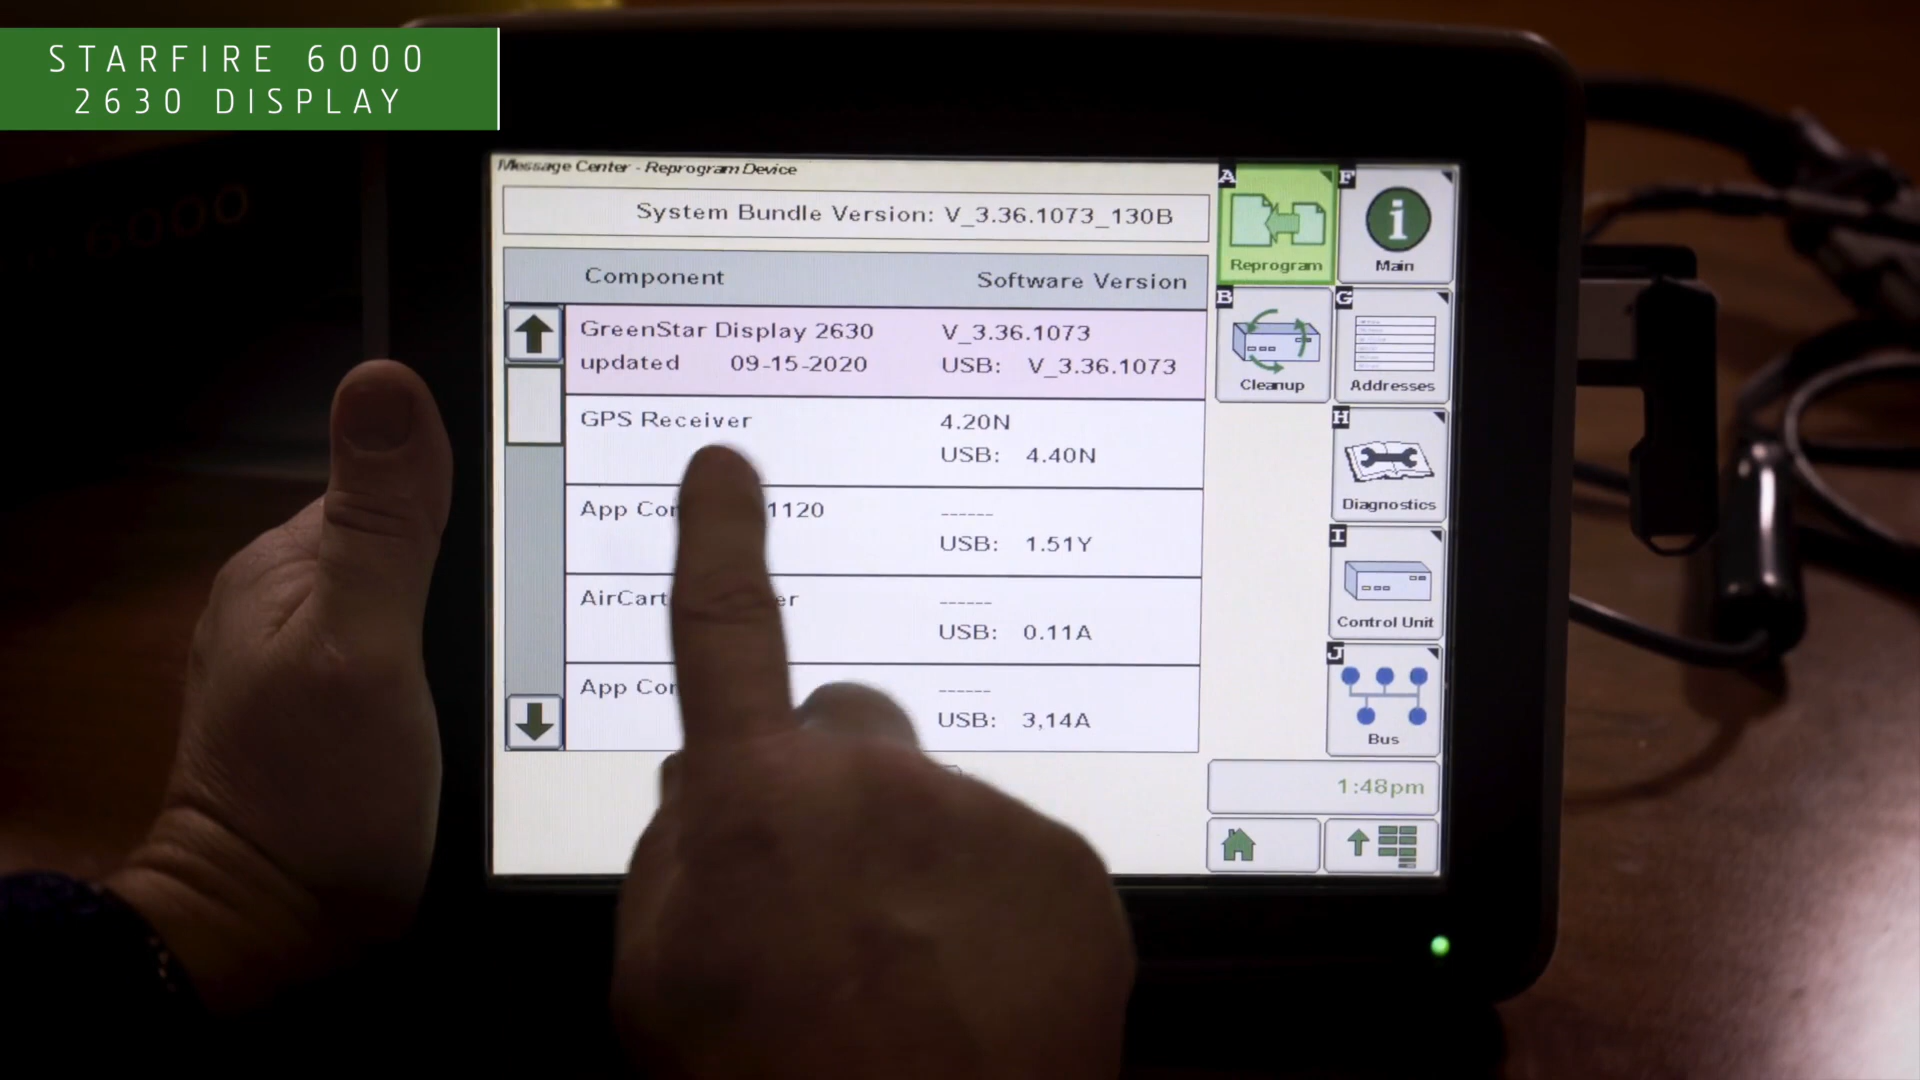 STARFIRE 6000
2630 DISPLAY
6000
Message Center - Reprogram Device
System Bundle Version: V_3.36.1073_130B
Component Software Version
GreenStar Display 2630 V_3.36.1073
updated 09-15-2020 USB: V_3.36.1073
GPS Receiver 4.20N
USB: 4.40N
App 1120 ------
USB: 1.51Y
AirCart ------
USB: 0.11A
App ------
USB: 3,14A
A
Reprogram
F
Main
B
Cleanup
G
Addresses
H
Diagnostics
I
Control Unit
J
Bus
1:48pm